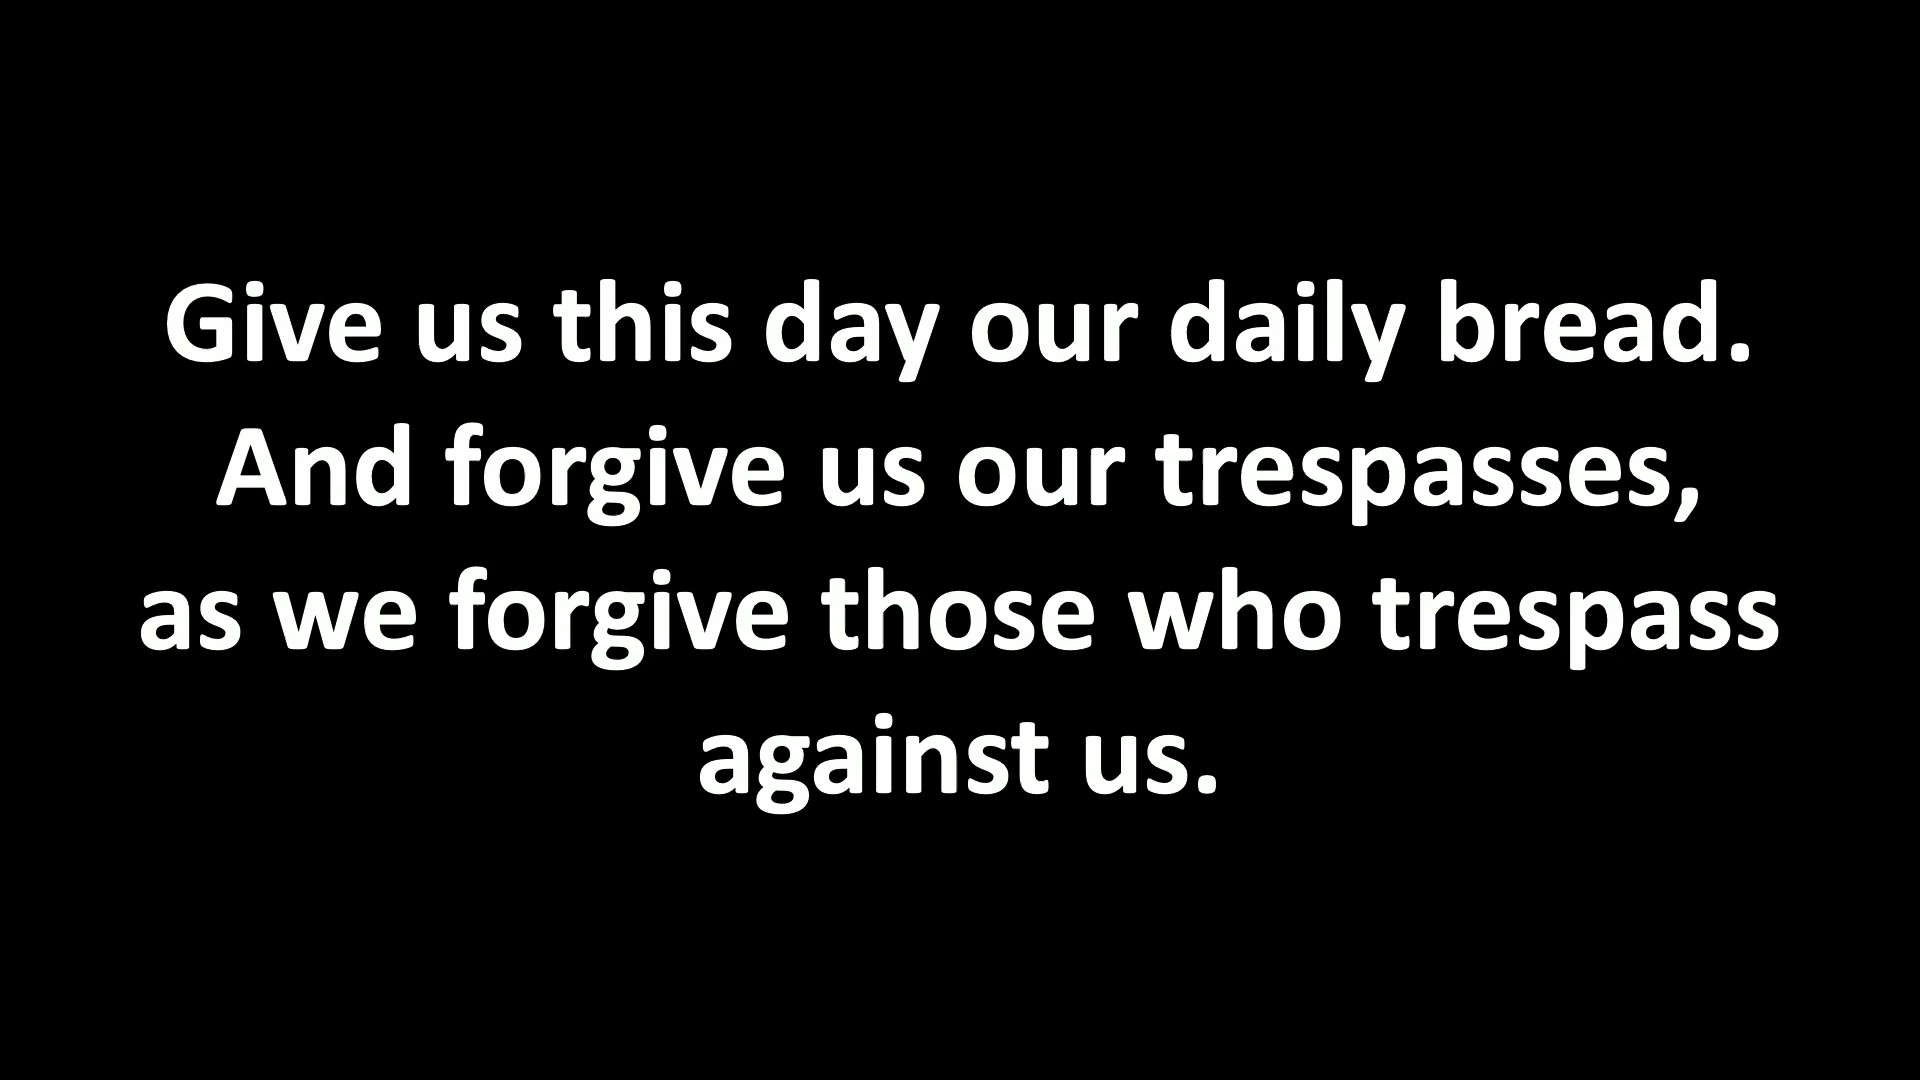 Give us this day our daily bread.
And forgive us our trespasses,
as we forgive those who trespass
against us.